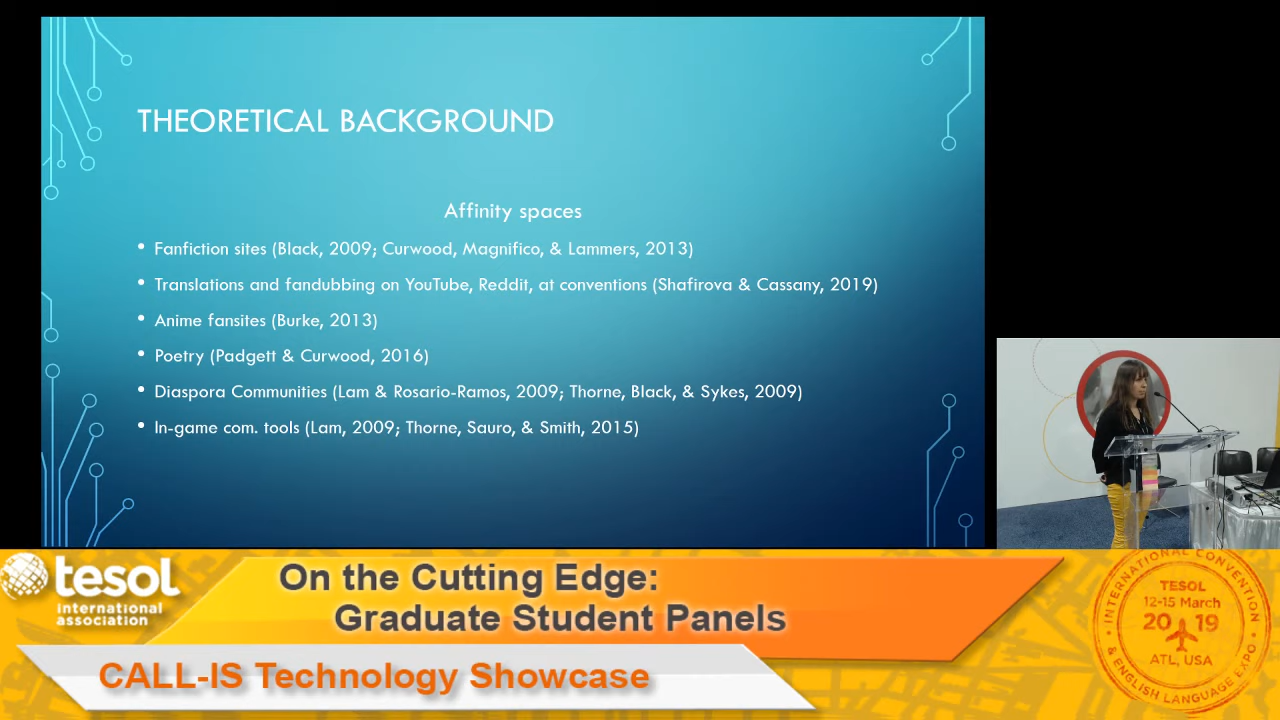 THEORETICAL BACKGROUND
Affinity spaces
• Fanfiction sites (Black, 2009; Curwood, Magnifico, & Lammers, 2013)
• Translations and fandubbing on YouTube, Reddit, at conventions (Shafirova & Cassany, 2019)
• Anime fansites (Burke, 2013)
• Poetry (Padgett & Curwood, 2016)
• Diaspora Communities (Lam & Rosario-Ramos, 2009; Thorne, Black, & Sykes, 2009)
• In-game com. tools (Lam, 2009; Thorne, Sauro, & Smith, 2015)
tesol
international
association
On the Cutting Edge:
Graduate Student Panels
CALL-IS Technology Showcase
INTERNATIONAL CONVENTION
TESOL
12-15 March
2019
ATL, USA
& ENGLISH LANGUAGE EXPO